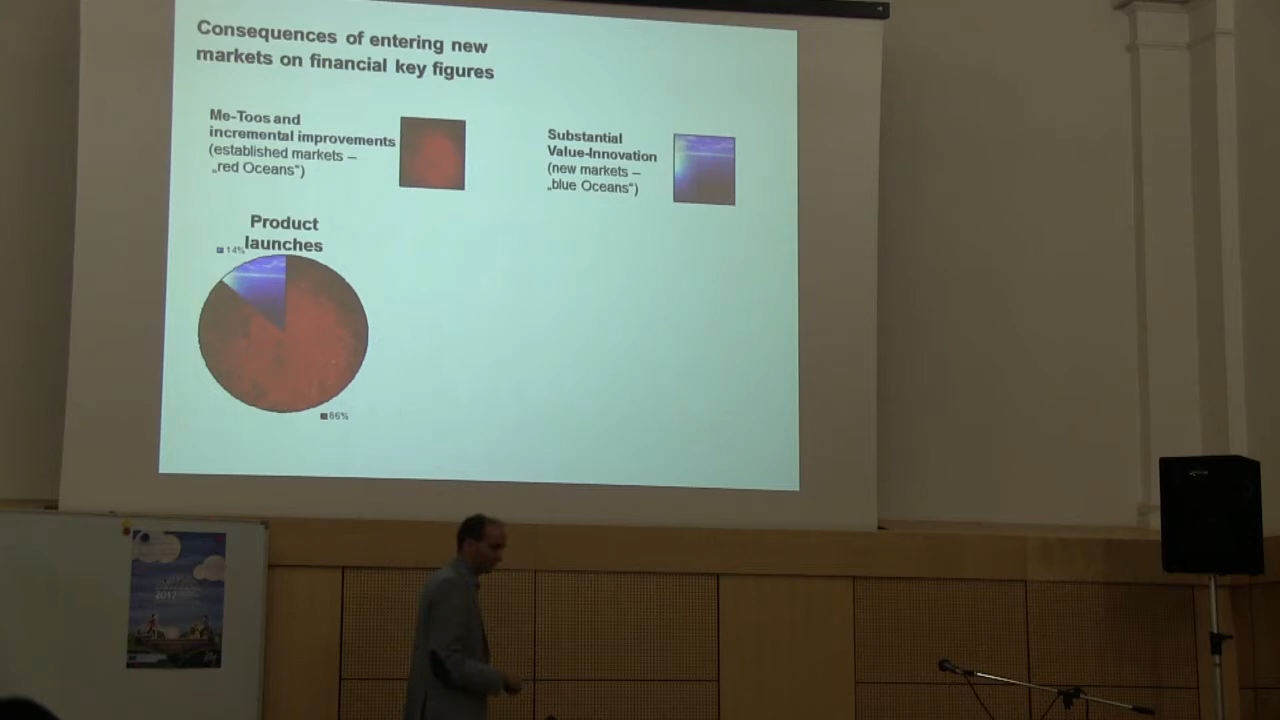 Consequences of entering new
markets on financial key figures
Me-Toos and
incremental improvements
(established markets –
„red Oceans“)
Substantial
Value-Innovation
(new markets –
„blue Oceans“)
Product
launches
14%
86%
2012